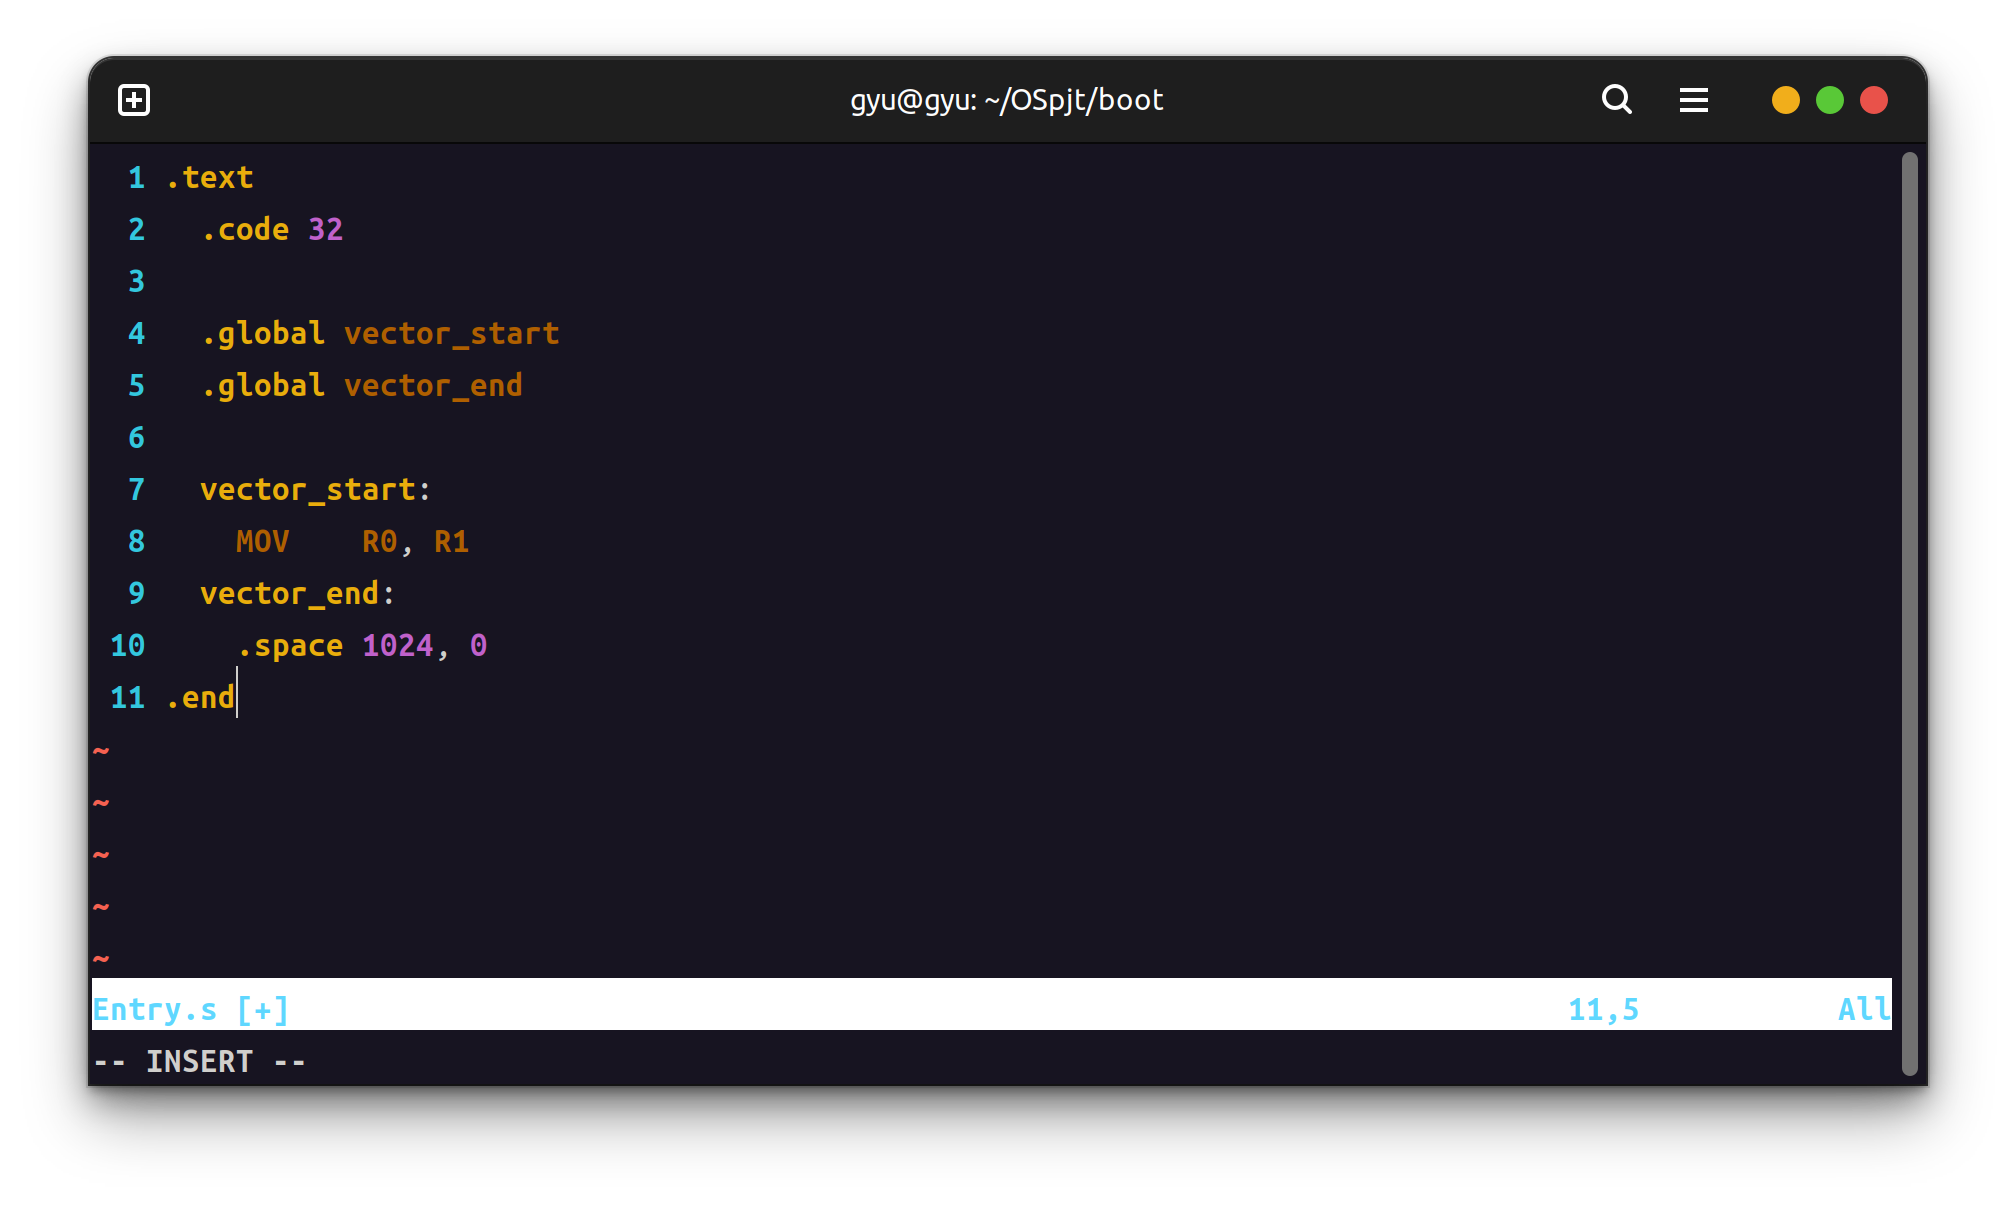 gyu@gyu: ~/OSpjt/boot
1 .text
2   .code 32
3
4   .global vector_start
5   .global vector_end
6
7   vector_start:
8     MOV    R0, R1
9   vector_end:
10     .space 1024, 0
11 .end
~
~
~
~
~
Entry.s [+] 11,5 All
-- INSERT --